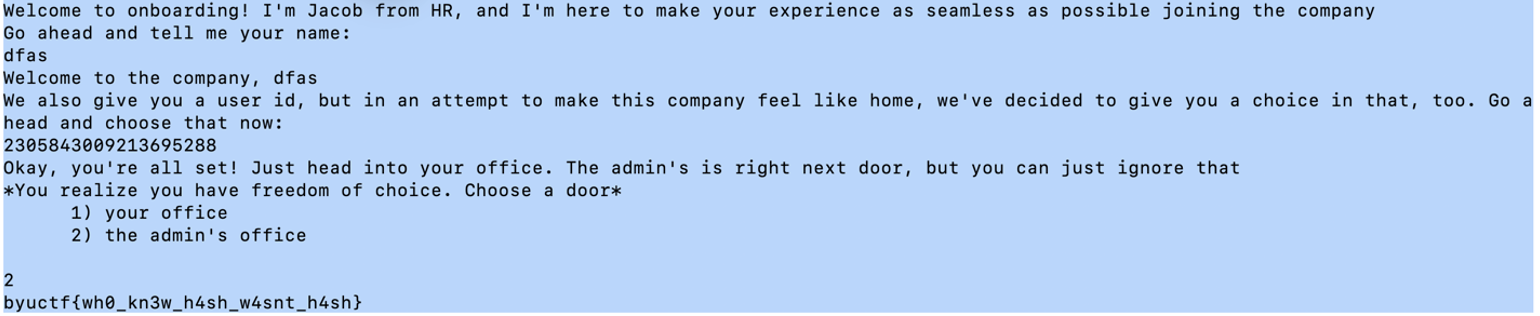 Welcome to onboarding! I'm Jacob from HR, and I'm here to make your experience as seamless as possible joining the company
Go ahead and tell me your name:
dfas
Welcome to the company, dfas
We also give you a user id, but in an attempt to make this company feel like home, we've decided to give you a choice in that, too. Go a
head and choose that now:
2305843009213695288
Okay, you're all set! Just head into your office. The admin's is right next door, but you can just ignore that
*You realize you have freedom of choice. Choose a door*
1) your office
2) the admin's office
2
byuctf{wh0_kn3w_h4sh_w4snt_h4sh}